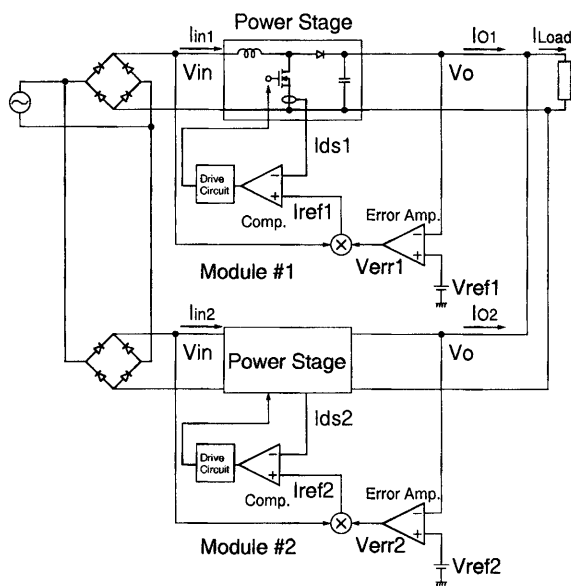 Power Stage
Iin1
IO1
ILoad
Vin
Vo
Ids1
Drive
Circuit
Iref1
Comp.
Error Amp.
Verr1
Module #1
Vref1
Iin2
IO2
Vin
Power Stage
Vo
Ids2
Drive
Circuit
Iref2
Comp.
Error Amp.
Verr2
Module #2
Vref2